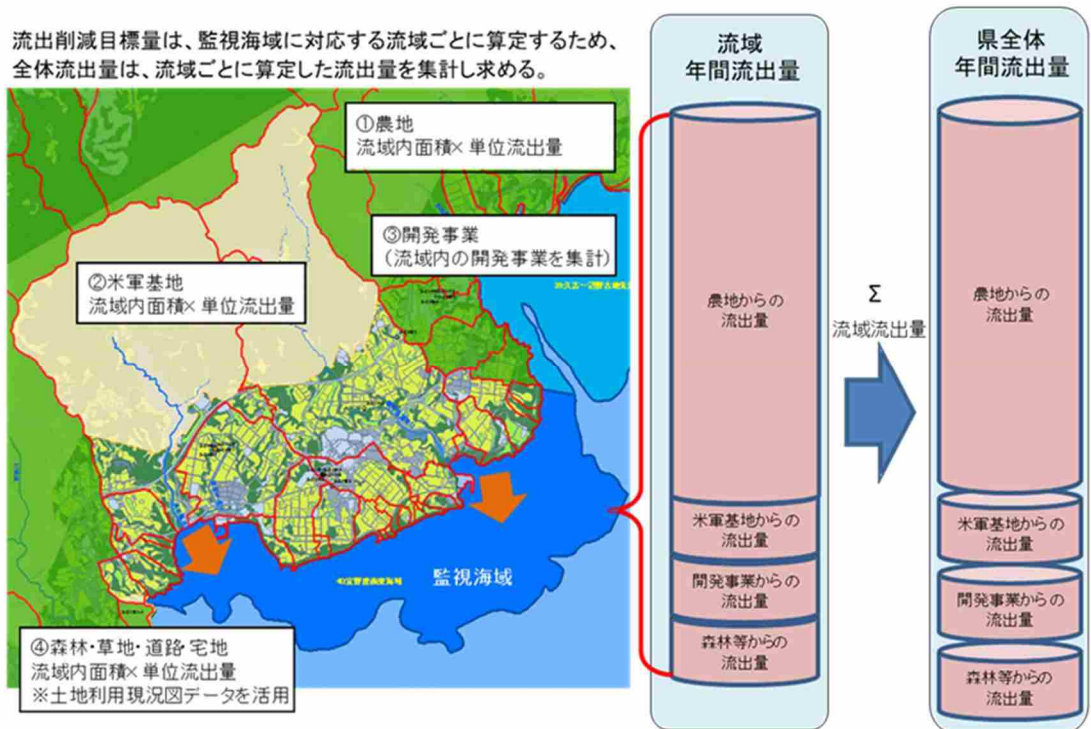 流出削減目標量は、監視海域に対応する流域ごとに算定するため、
全体流出量は、流域ごとに算定した流出量を集計し求める。
①農地
流域内面積×単位流出量
③開発事業
(流域内の開発事業を集計)
②米軍基地
流域内面積×単位流出量
監視海域
④森林・草地・道路・宅地
流域内面積×単位流出量
※土地利用現況図データを活用
流域
年間流出量
農地からの
流出量
米軍基地からの
流出量
開発事業からの
流出量
森林等からの
流出量
Σ
流域流出量
県全体
年間流出量
農地からの
流出量
米軍基地からの
流出量
開発事業からの
流出量
森林等からの
流出量